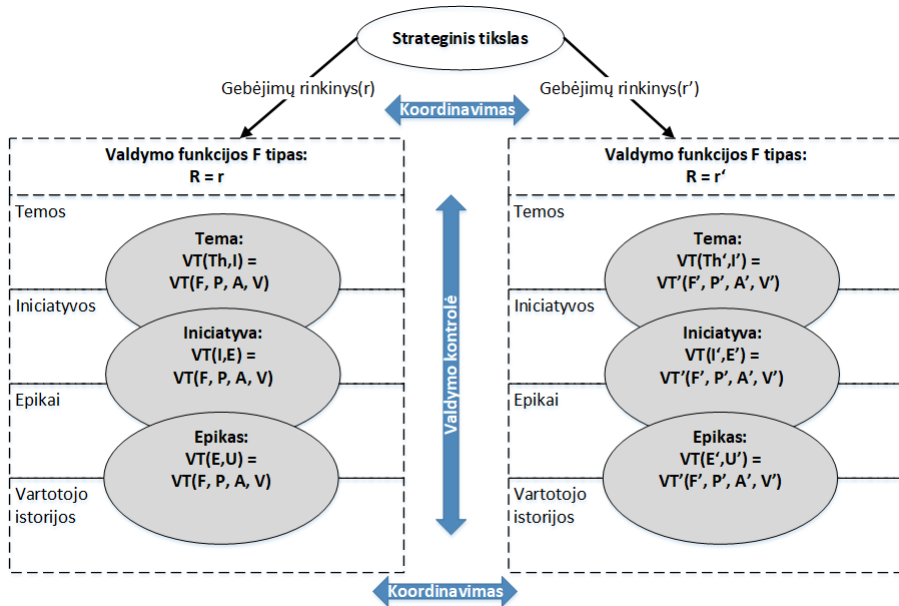 Strateginis tikslas
Gebėjimų rinkinys(r)
Gebėjimų rinkinys(r’)
Koordinavimas
Valdymo funkcijos F tipas:
R = r
Temos
Tema:
VT(Th,I) =
VT(F, P, A, V)
Iniciatyvos
Iniciatyva:
VT(I,E) =
VT(F, P, A, V)
Epikai
Epikas:
VT(E,U) =
VT(F, P, A, V)
Vartotojo
istorijos
Valdymo kontrolė
Valdymo funkcijos F tipas:
R = r‘
Temos
Tema:
VT(Th‘,I’) =
VT’(F’, P’, A’, V’)
Iniciatyvos
Iniciatyva:
VT(I‘,E’) =
VT’(F’, P’, A’, V’)
Epikai
Epikas:
VT(E‘,U’) =
VT’(F’, P’, A’, V’)
Vartotojo
istorijos
Koordinavimas